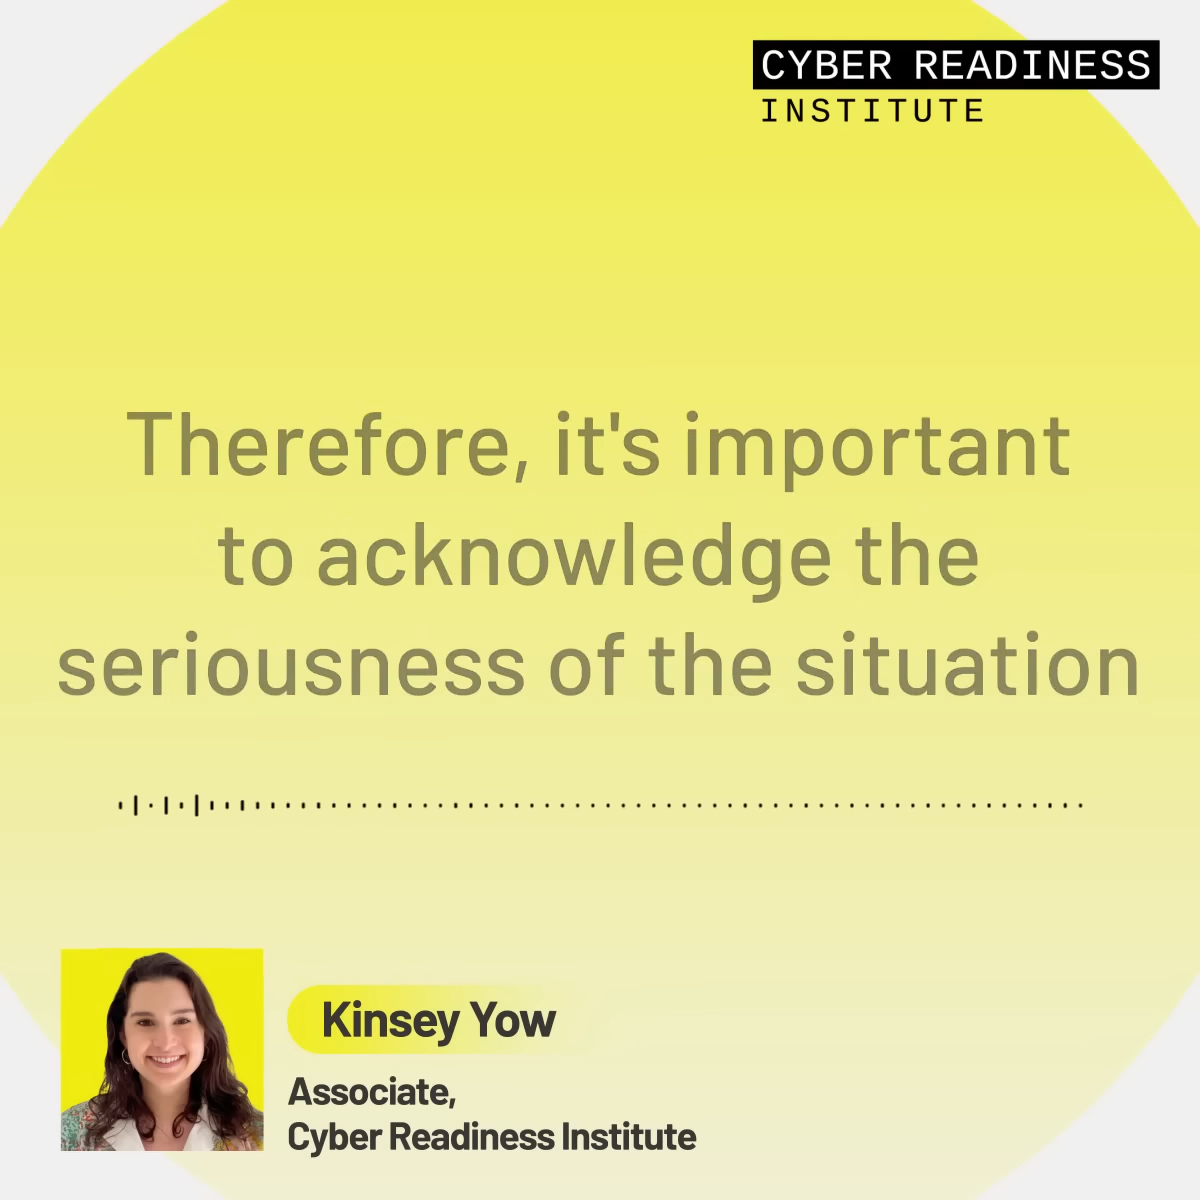 CYBER READINESS
INSTITUTE
Therefore, it's important
to acknowledge the
seriousness of the situation
Kinsey Yow
Associate,
Cyber Readiness Institute